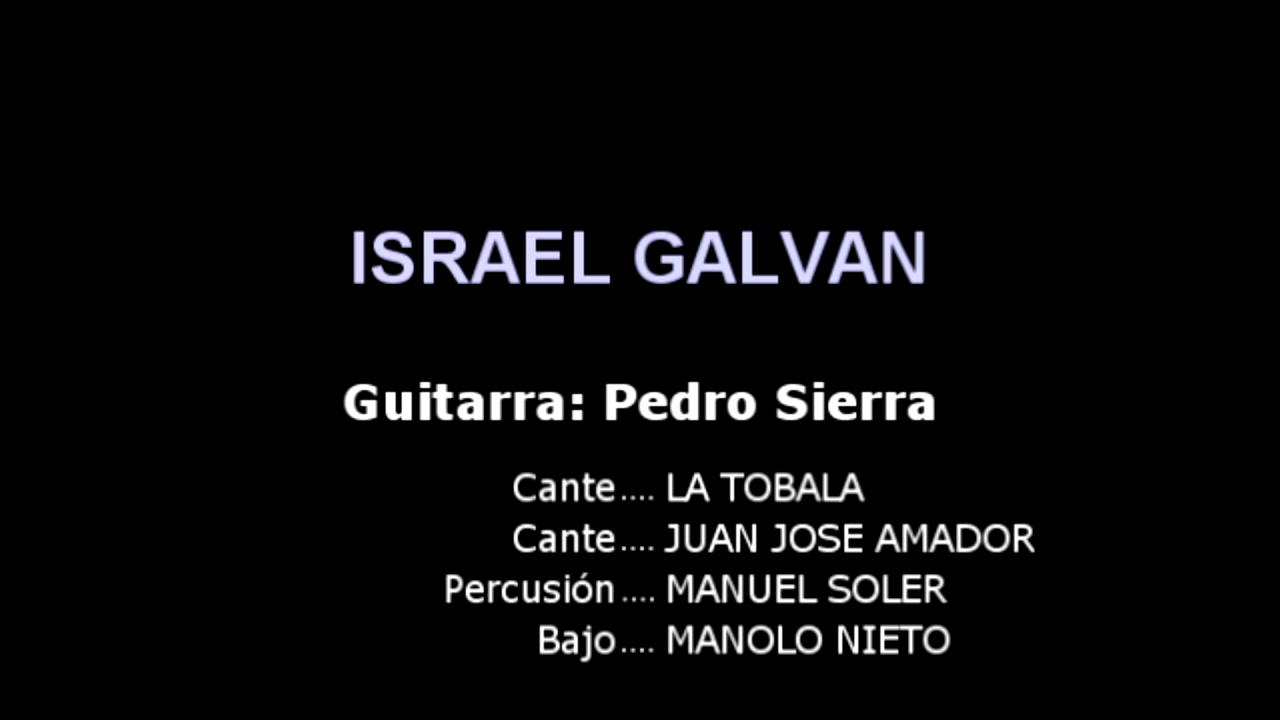 ISRAEL GALVAN
Guitarra: Pedro Sierra
Cante.... LA TOBALA
Cante.... JUAN JOSE AMADOR
Percusión.... MANUEL SOLER
Bajo.... MANOLO NIETO